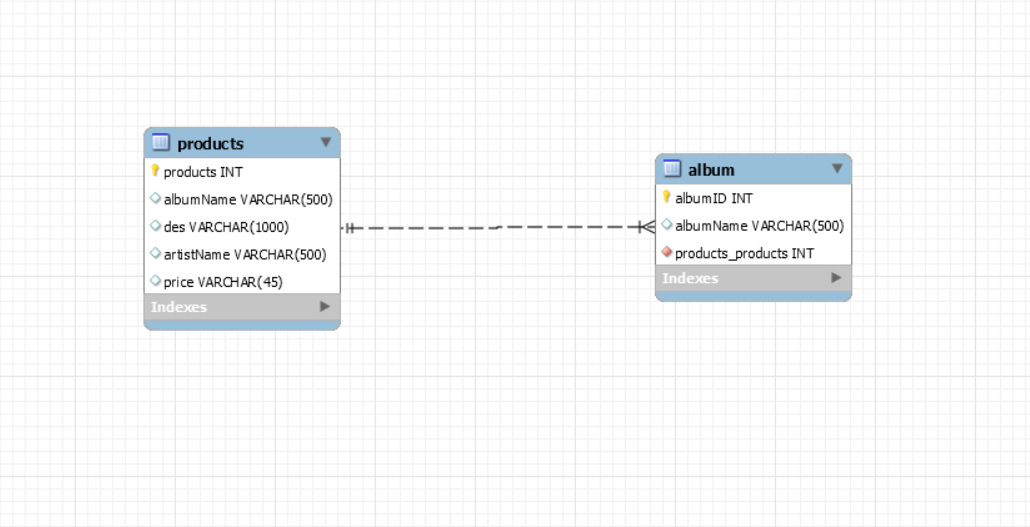 products
products INT
albumName VARCHAR(500)
des VARCHAR(1000)
artistName VARCHAR(500)
price VARCHAR(45)
Indexes
album
albumID INT
albumName VARCHAR(500)
products_products INT
Indexes